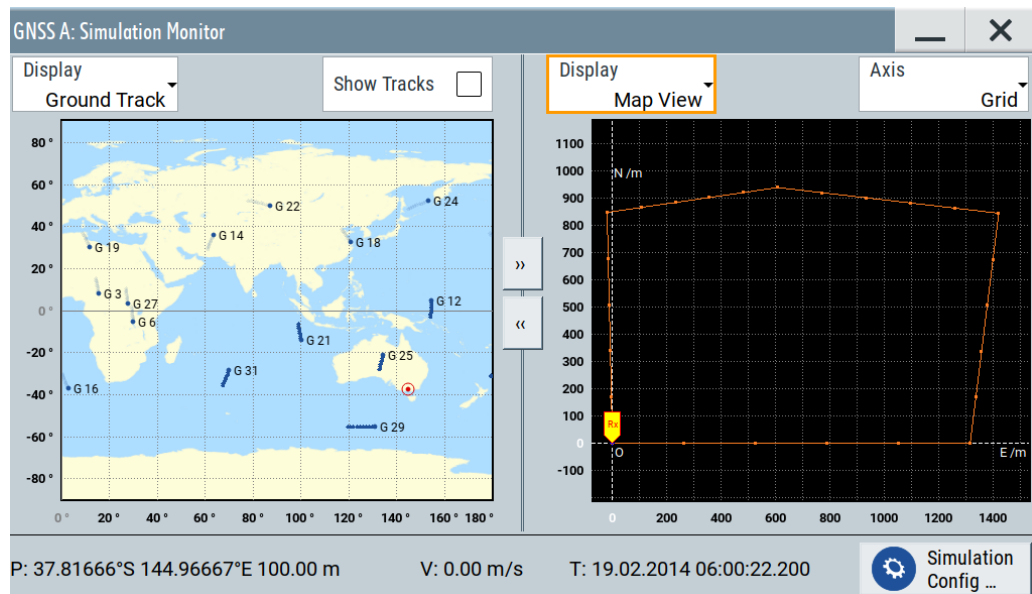 GNSS A: Simulation Monitor
Display
Ground Track
Show Tracks
Display
Map View
Axis
Grid
80 °
60 °
40 °
20 °
0 °
-20 °
-40 °
-60 °
-80 °
0 °
20 °
40 °
60 °
80 °
100 °
120 °
140 °
160 °
180 °
G 22
G 24
G 14
G 18
G 19
G 3
G 27
G 6
G 12
G 21
G 25
G 31
G 16
G 29
»
«
1100
1000
900
800
700
600
500
400
300
200
100
0
-100
N /m
Rx
O
E /m
0
200
400
600
800
1000
1200
1400
P: 37.81666°S 144.96667°E 100.00 m
V: 0.00 m/s
T: 19.02.2014 06:00:22.200
Simulation
Config ...